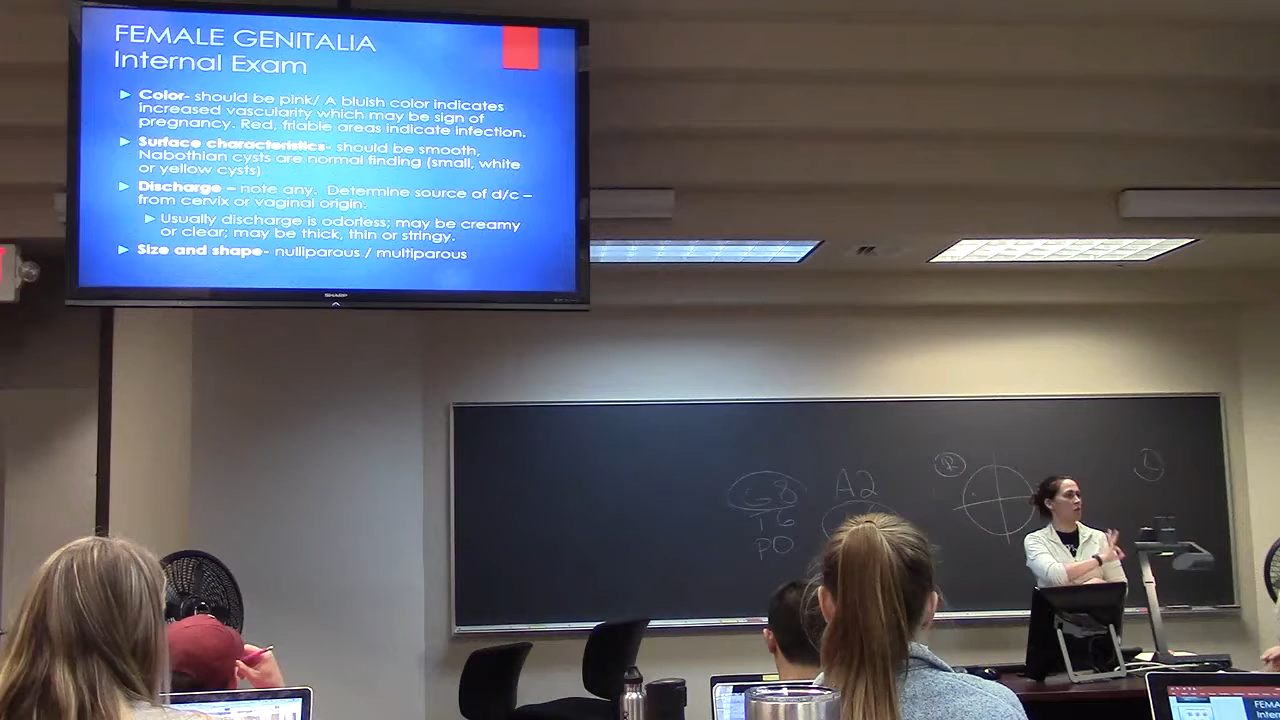 FEMALE GENITALIA
Internal Exam
Color- should be pink/ A bluish color indicates
increased vascularity which may be sign of
pregnancy. Red, friable areas indicate infection.
Surface characteristics- should be smooth,
Nabothian cysts are normal finding (small, white
or yellow cysts)
Discharge – note any. Determine source of d/c –
from cervix or vaginal origin.
Usually discharge is odorless; may be creamy
or clear; may be thick, thin or stringy.
Size and shape- nulliparous / multiparous
SHARP
G8 A2
T6
P0
R
L